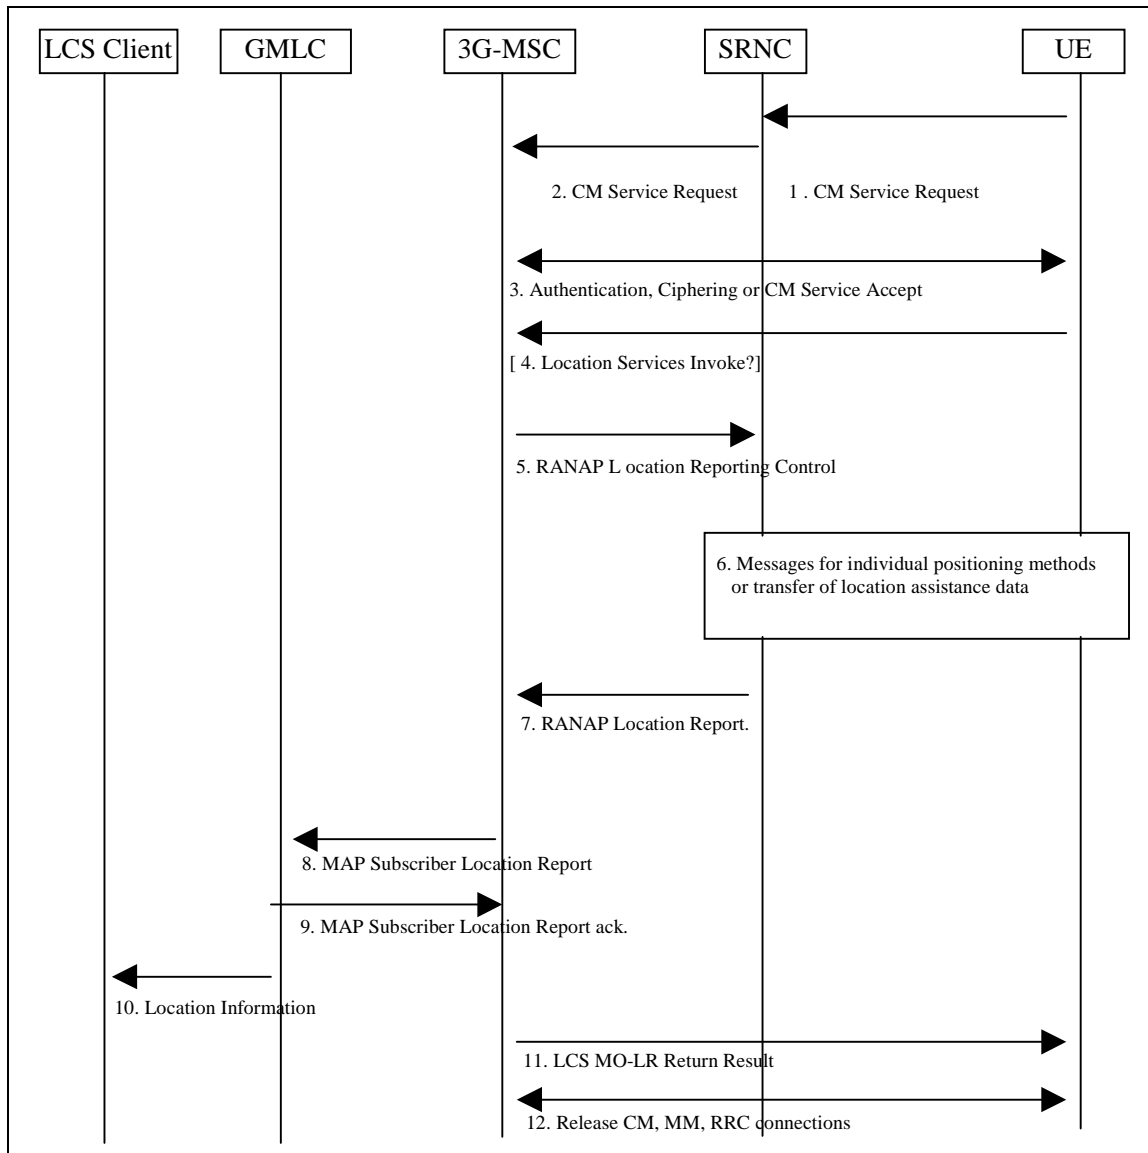 LCS Client GMLC 3G-MSC SRNC UE
2. CM Service Request 1 . CM Service Request
3. Authentication, Ciphering or CM Service Accept
[ 4. Location Services Invoke?]
5. RANAP L ocation Reporting Control
6. Messages for individual positioning methods
or transfer of location assistance data
7. RANAP Location Report.
8. MAP Subscriber Location Report
9. MAP Subscriber Location Report ack.
10. Location Information
11. LCS MO-LR Return Result
12. Release CM, MM, RRC connections